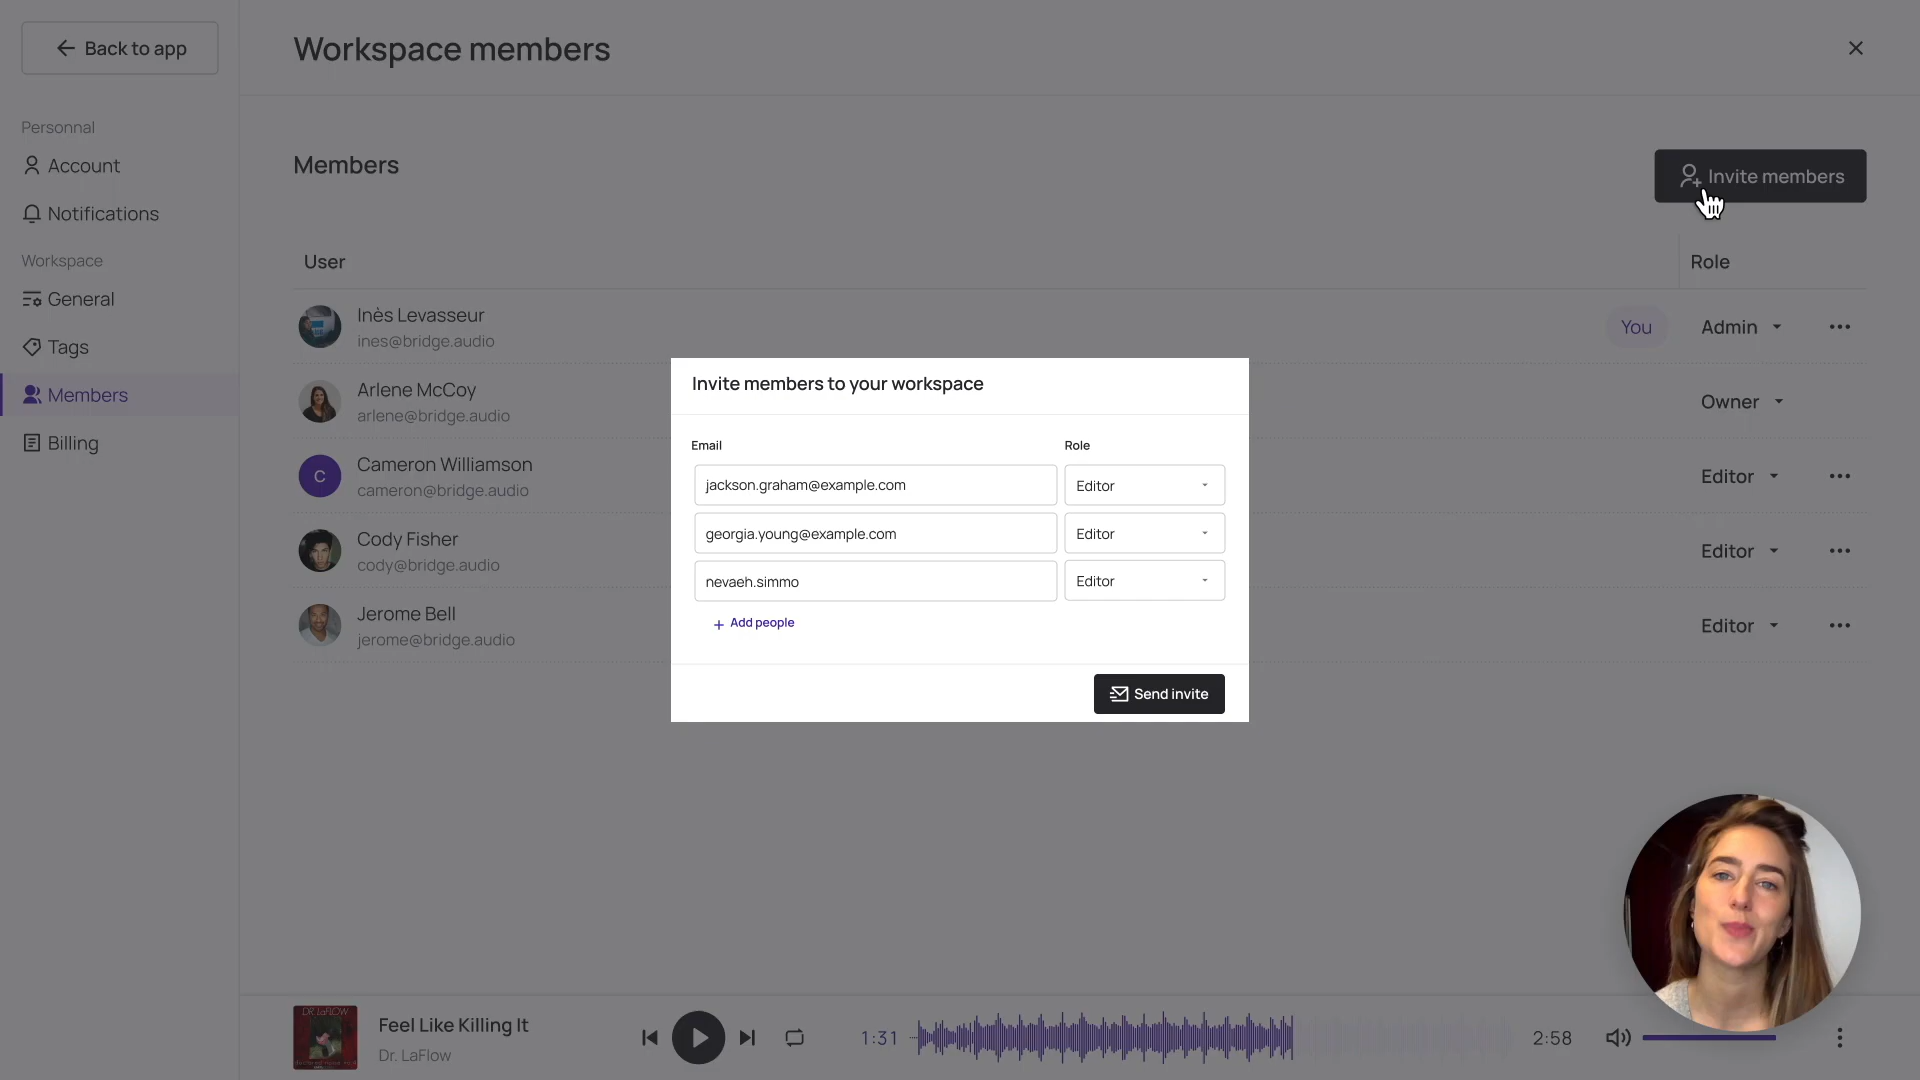 Back to app
Workspace members
Personnal
Account
Notifications
Workspace
General
Tags
Members
Billing
Members
Invite members
User
Role
Inès Levasseur
ines@bridge.audio
You
Admin
Arlene McCoy
arlene@bridge.audio
Owner
Cameron Williamson
cameron@bridge.audio
C
Editor
Cody Fisher
cody@bridge.audio
Editor
Jerome Bell
jerome@bridge.audio
Editor
Invite members to your workspace
Email
Role
jackson.graham@example.com
Editor
georgia.young@example.com
Editor
nevaeh.simmo
Editor
+ Add people
Send invite
DR. LaFLOW
Feel Like Killing It
Dr. LaFlow
1:31
2:58